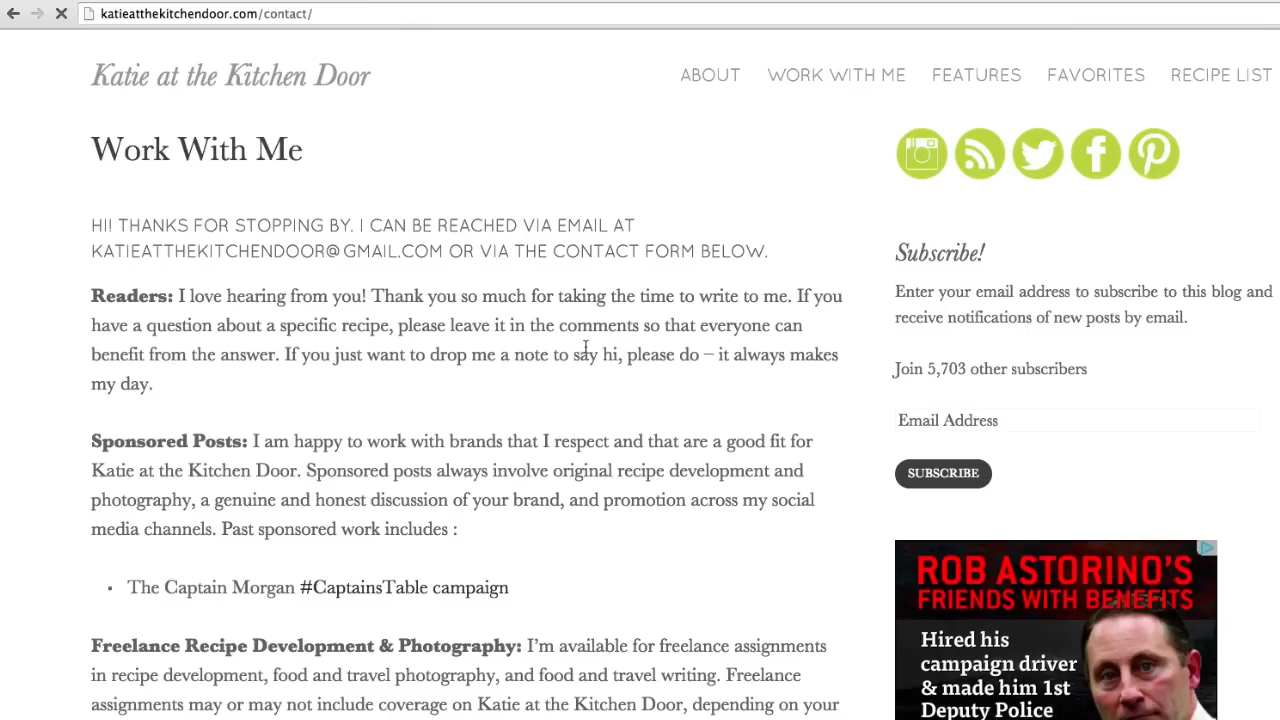 katieatthekitchendoor.com/contact/
Katie at the Kitchen Door
ABOUT WORK WITH ME FEATURES FAVORITES RECIPE LIST
Work With Me
HI! THANKS FOR STOPPING BY. I CAN BE REACHED VIA EMAIL AT
KATIEATTHEKITCHENDOOR@GMAIL.COM OR VIA THE CONTACT FORM BELOW.
Readers: I love hearing from you! Thank you so much for taking the time to write to me. If you
have a question about a specific recipe, please leave it in the comments so that everyone can
benefit from the answer. If you just want to drop me a note to say hi, please do – it always makes
my day.
Sponsored Posts: I am happy to work with brands that I respect and that are a good fit for
Katie at the Kitchen Door. Sponsored posts always involve original recipe development and
photography, a genuine and honest discussion of your brand, and promotion across my social
media channels. Past sponsored work includes :
▪ The Captain Morgan #CaptainsTable campaign
Freelance Recipe Development & Photography: I’m available for freelance assignments
in recipe development, food and travel photography, and food and travel writing. Freelance
assignments may or may not include coverage on Katie at the Kitchen Door, depending on your
Subscribe!
Enter your email address to subscribe to this blog and
receive notifications of new posts by email.
Join 5,703 other subscribers
Email Address
SUBSCRIBE
ROB ASTORINO'S
FRIENDS WITH BENEFITS
Hired his
campaign driver
& made him 1st
Deputy Police